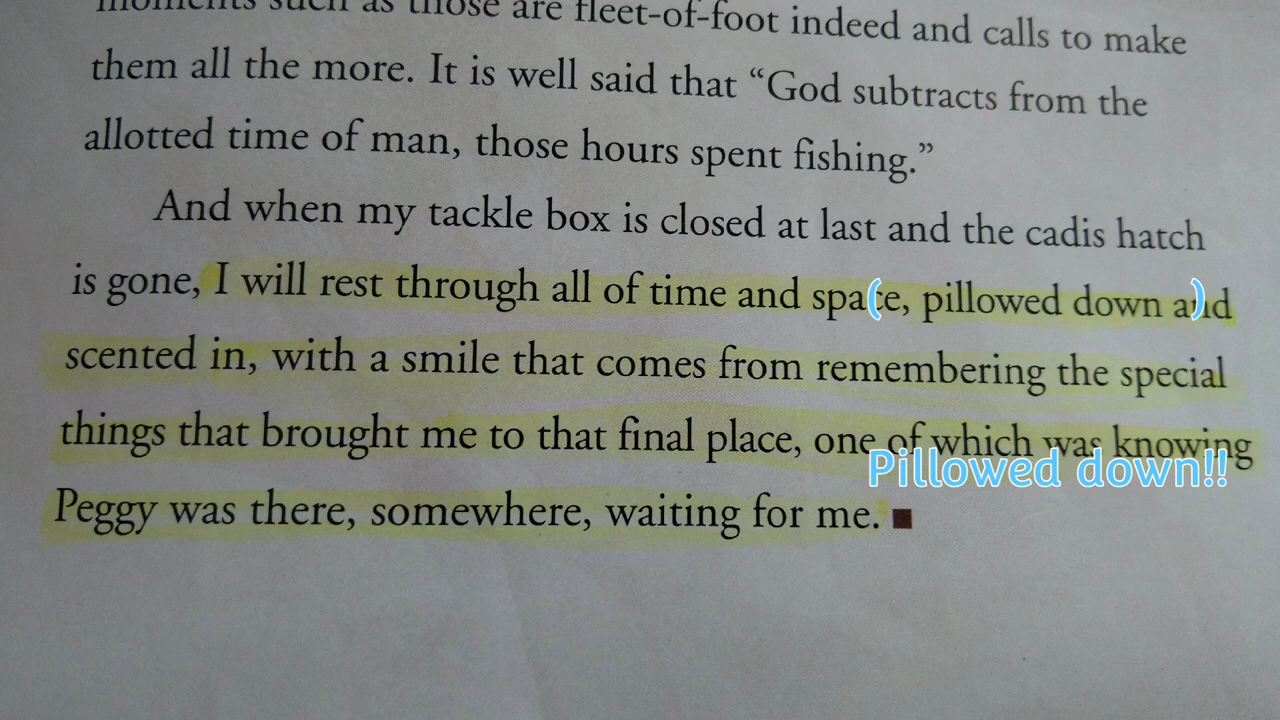 moments such as those are fleet-of-foot indeed and calls to make
them all the more. It is well said that “God subtracts from the
allotted time of man, those hours spent fishing.”
And when my tackle box is closed at last and the cadis hatch
is gone, I will rest through all of time and space, pillowed down and
scented in, with a smile that comes from remembering the special
things that brought me to that final place, one of which was knowing
Pillowed down!!
Peggy was there, somewhere, waiting for me.